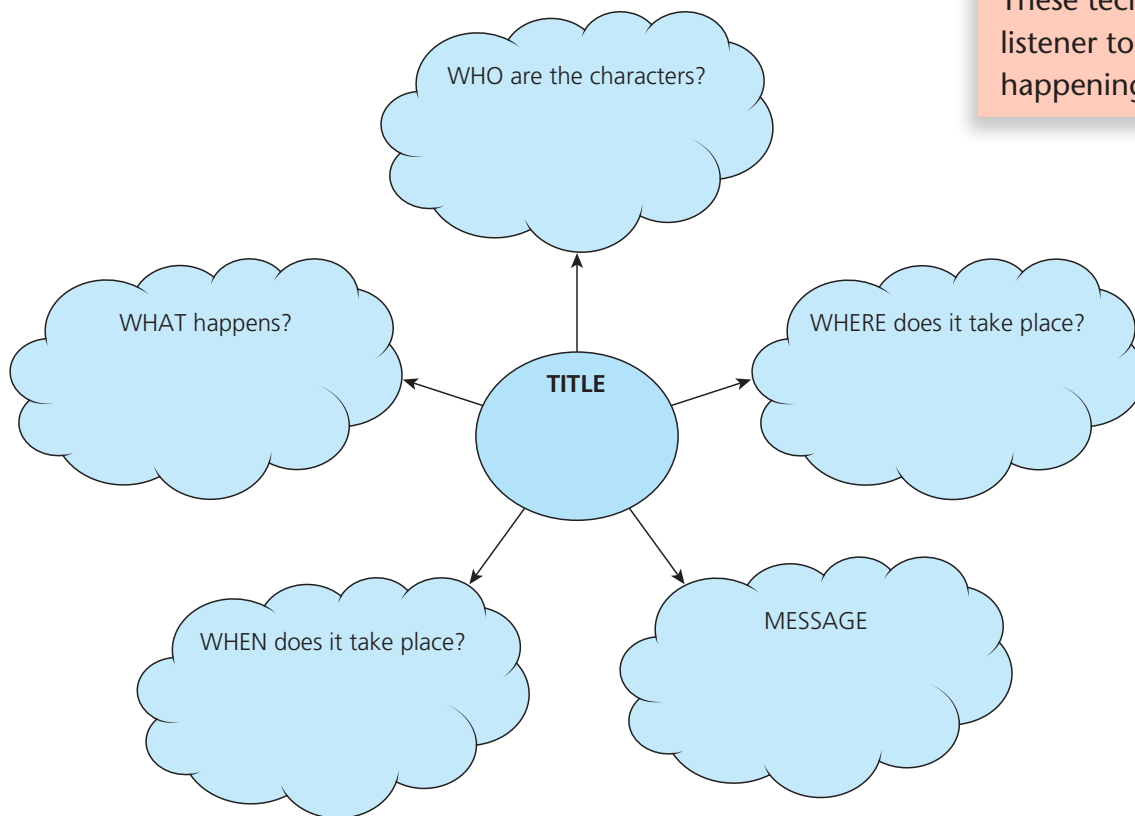 These tec
listener to
happening
WHO are the characters?
WHAT happens?
WHERE does it take place?
TITLE
WHEN does it take place?
MESSAGE